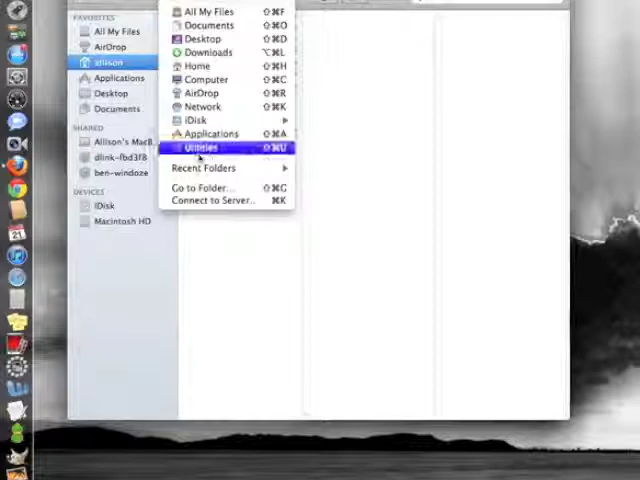 FAVORITES
All My Files
AirDrop
allison
Applications
Desktop
Documents
SHARED
Allison's MacB...
dlink-fbd3f8
ben-windoze
DEVICES
iDisk
Macintosh HD
All My Files ⇧⌘F
Documents ⇧⌘O
Desktop ⇧⌘D
Downloads ⌥⌘L
Home ⇧⌘H
Computer ⇧⌘C
AirDrop ⇧⌘R
Network ⇧⌘K
iDisk
Applications ⇧⌘A
Utilities ⇧⌘U
Recent Folders
Go to Folder... ⇧⌘G
Connect to Server... ⌘K
21